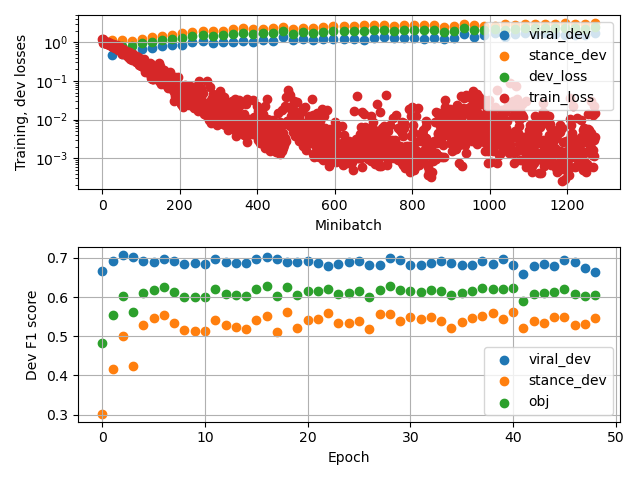 Training, dev losses
10⁰
10⁻¹
10⁻²
10⁻³
viral_dev
stance_dev
dev_loss
train_loss
0 200 400 600 800 1000 1200
Minibatch
Dev F1 score
0.7
0.6
0.5
0.4
0.3
viral_dev
stance_dev
obj
0 10 20 30 40 50
Epoch